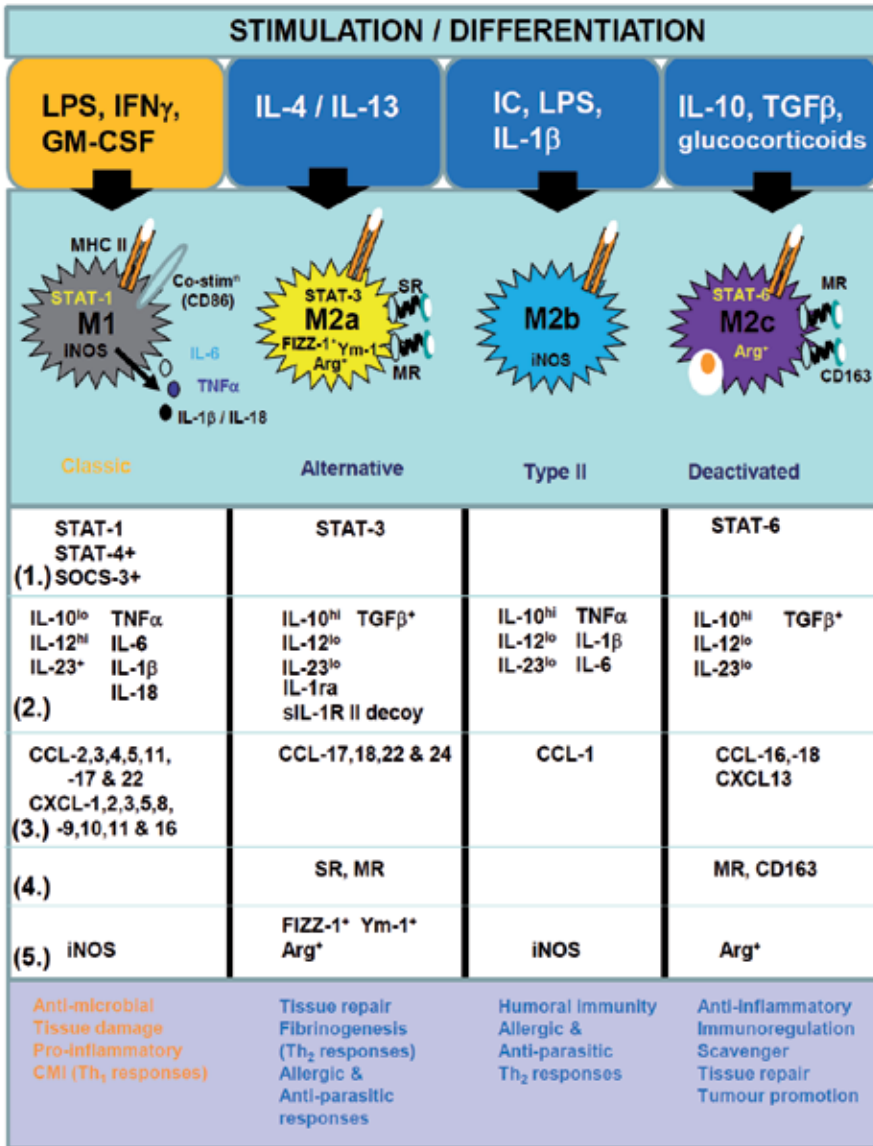 STIMULATION / DIFFERENTIATION
LPS, IFNγ,
GM-CSF
IL-4 / IL-13
IC, LPS,
IL-1β
IL-10, TGFβ,
glucocorticoids
MHC II
Co-stimⁿ
(CD86)
STAT-1
M1
iNOS
IL-6
TNFα
IL-1β / IL-18
STAT-3
M2a
FIZZ-1⁺ Ym-1⁺
Arg⁺
SR
MR
M2b
iNOS
STAT-6
M2c
Arg⁺
MR
CD163
Classic
Alternative
Type II
Deactivated
(1.)
STAT-1
STAT-4+
SOCS-3+
STAT-3
STAT-6
(2.)
IL-10ˡᵒ TNFα
IL-12ʰⁱ IL-6
IL-23⁺ IL-1β
IL-18
IL-10ʰⁱ TGFβ⁺
IL-12ˡᵒ
IL-23ˡᵒ
IL-1ra
sIL-1R II decoy
IL-10ʰⁱ TNFα
IL-12ˡᵒ IL-1β
IL-23ˡᵒ IL-6
IL-10ʰⁱ TGFβ⁺
IL-12ˡᵒ
IL-23ˡᵒ
(3.)
CCL-2,3,4,5,11,
-17 & 22
CXCL-1,2,3,5,8,
-9,10,11 & 16
CCL-17,18,22 & 24
CCL-1
CCL-16,-18
CXCL13
(4.)
SR, MR
MR, CD163
(5.)
iNOS
FIZZ-1⁺ Ym-1⁺
Arg⁺
iNOS
Arg⁺
Anti-microbial
Tissue damage
Pro-inflammatory
CMI (Th₁ responses)
Tissue repair
Fibrinogenesis
(Th₂ responses)
Allergic &
Anti-parasitic
responses
Humoral immunity
Allergic &
Anti-parasitic
Th₂ responses
Anti-inflammatory
Immunoregulation
Scavenger
Tissue repair
Tumour promotion